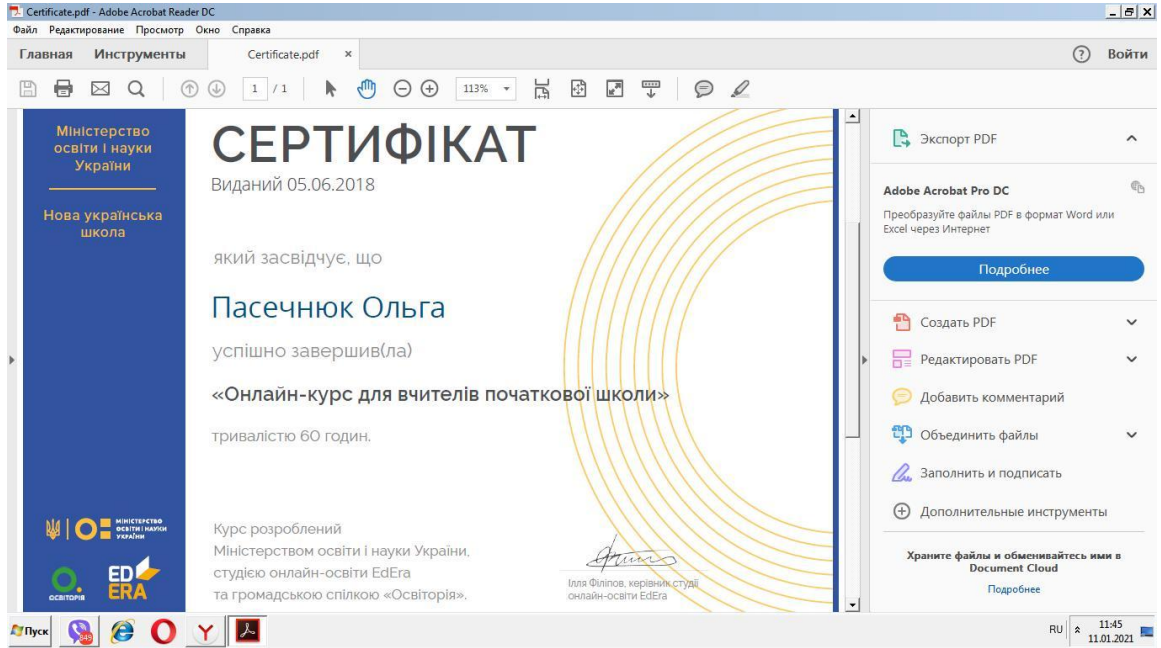 Certificate.pdf - Adobe Acrobat Reader DC
Файл Редактирование Просмотр Окно Справка
Главная Инструменты Certificate.pdf × Войти
1 / 1 113%
Міністерство
освіти і науки
України
Нова українська
школа
СЕРТИФІКАТ
Виданий 05.06.2018
який засвідчує, що
Пасечнюк Ольга
успішно завершив(ла)
«Онлайн-курс для вчителів початкової школи»
тривалістю 60 годин.
МІНІСТЕРСТВО
ОСВІТИ І НАУКИ
УКРАЇНИ
ОСВІТОРІЯ
ED
ERA
Курс розроблений
Міністерством освіти і науки України,
студією онлайн-освіти EdEra
та громадською спілкою «Освіторія».
Ілля Філіпов, керівник студії
онлайн-освіти EdEra
Экспорт PDF
Adobe Acrobat Pro DC
Преобразуйте файлы PDF в формат Word или
Excel через Интернет
Подробнее
Создать PDF
Редактировать PDF
Добавить комментарий
Объединить файлы
Заполнить и подписать
Дополнительные инструменты
Храните файлы и обменивайтесь ими в
Document Cloud
Подробнее
Пуск 849 RU 11:45
11.01.2021